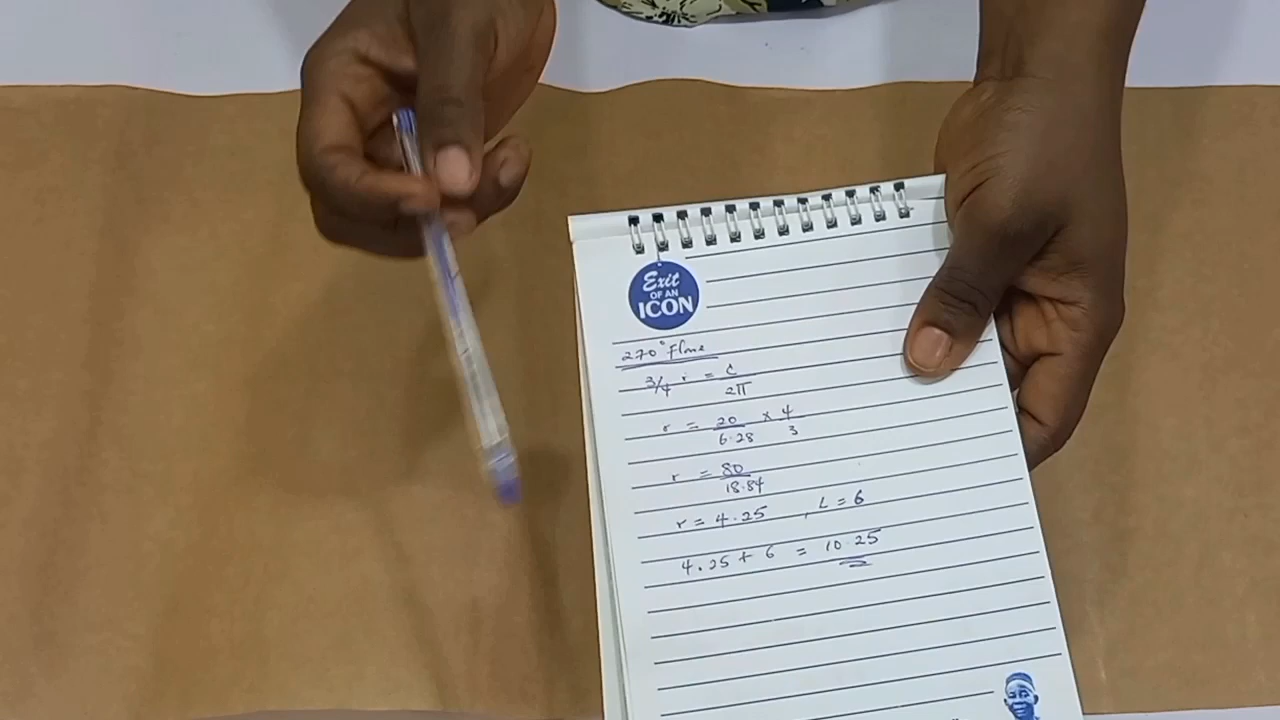 Exit
OF AN
ICON
270° Flare
3/4 r = C/2π
r = 20/6.28 × 4/3
r = 80/18.84
r = 4.25 , L = 6
4.25 + 6 = 10.25